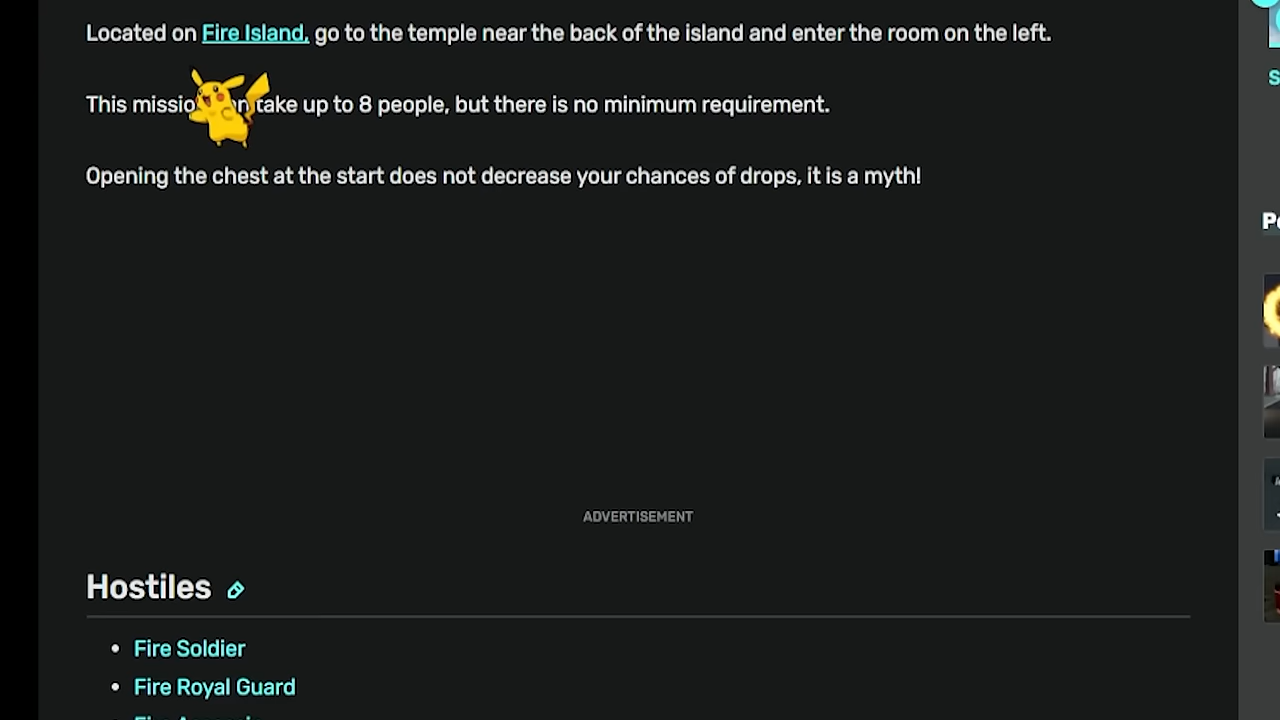 Located on Fire Island, go to the temple near the back of the island and enter the room on the left.
This missio take up to 8 people, but there is no minimum requirement.
Opening the chest at the start does not decrease your chances of drops, it is a myth!
ADVERTISEMENT
Hostiles
Fire Soldier
Fire Royal Guard